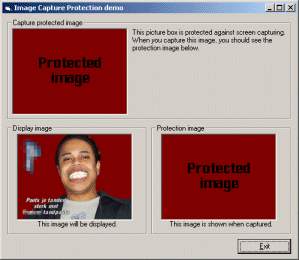 Image Capture Protection demo
Capture protected image
Protected
image
This picture box is protected against screen capturing.
When you capture this image, you should see the
protection image below.
Display image
Poets je tanden
sterk met
tandpasta
This image will be displayed.
Protection image
Protected
image
This image is shown when captured.
Exit